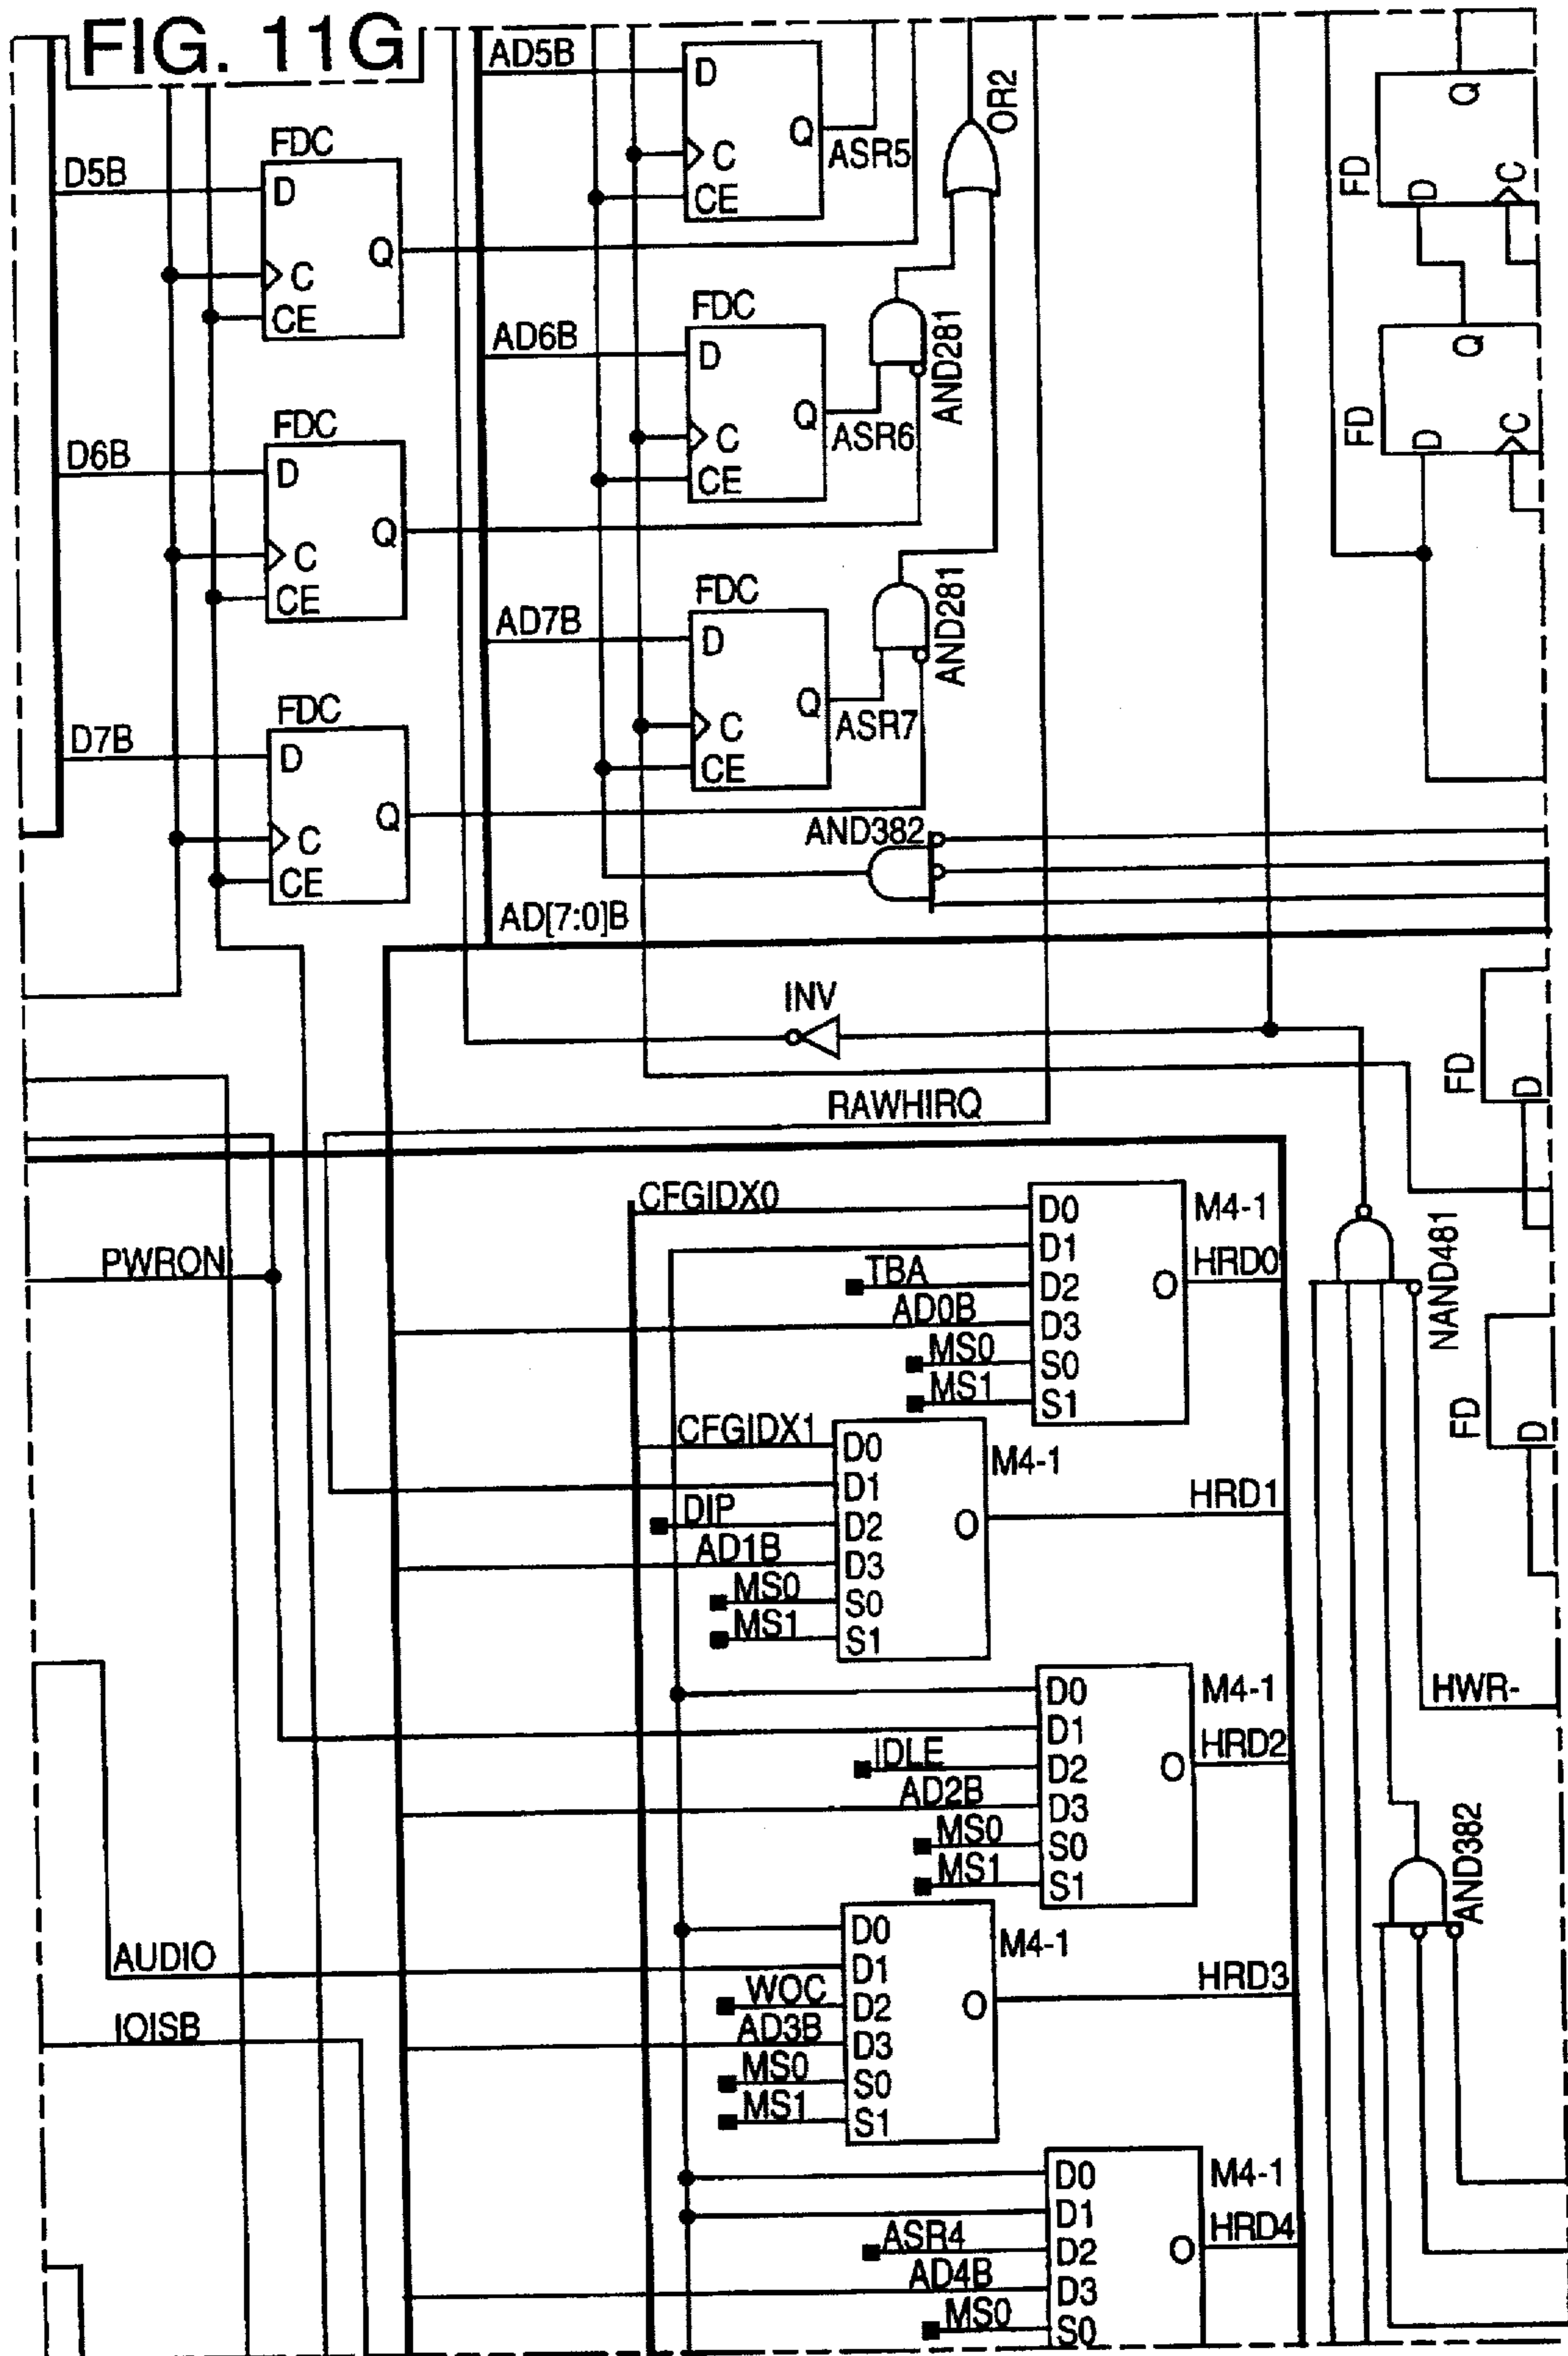 FIG. 11G
AD5B
D
Q
C
CE
ASR5
OR2
Q
FD
D
C
D5B
FDC
D
Q
C
CE
AD6B
FDC
D
Q
C
CE
ASR6
AND281
Q
FD
D
C
D6B
FDC
D
Q
C
CE
AD7B
FDC
D
Q
C
CE
ASR7
AND281
D7B
FDC
D
Q
C
CE
AND382
AD[7:0]B
INV
FD
D
RAWHIRQ
PWRON
CFGIDX0
TBA
AD0B
MS0
MS1
D0
D1
D2
D3
S0
S1
O
M4-1
HRD0
NAND481
FD
D
CFGIDX1
DIP
AD1B
MS0
MS1
D0
D1
D2
D3
S0
S1
O
M4-1
HRD1
IDLE
AD2B
MS0
MS1
D0
D1
D2
D3
S0
S1
O
M4-1
HRD2
HWR-
AND382
AUDIO
IOISB
WOC
AD3B
MS0
MS1
D0
D1
D2
D3
S0
S1
O
M4-1
HRD3
ASR4
AD4B
MS0
D0
D1
D2
D3
S0
O
M4-1
HRD4